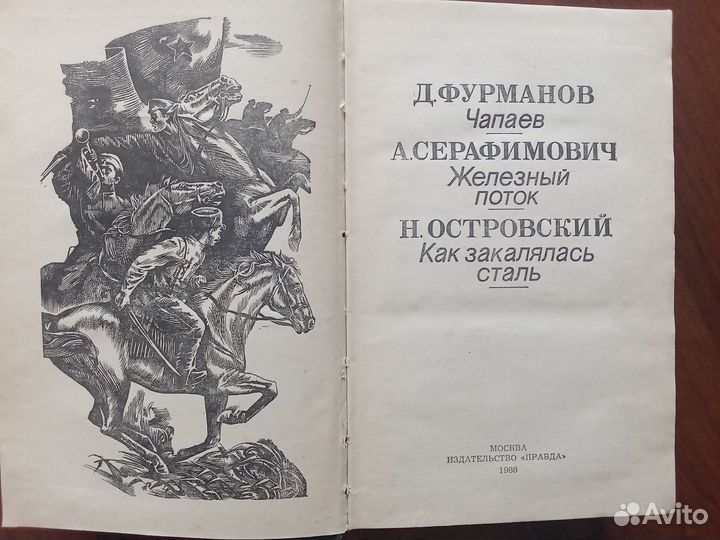 Д. ФУРМАНОВ
Чапаев
А. СЕРАФИМОВИЧ
Железный
поток
Н. ОСТРОВСКИЙ
Как закалялась
сталь
МОСКВА
ИЗДАТЕЛЬСТВО «ПРАВДА»
1988
Avito